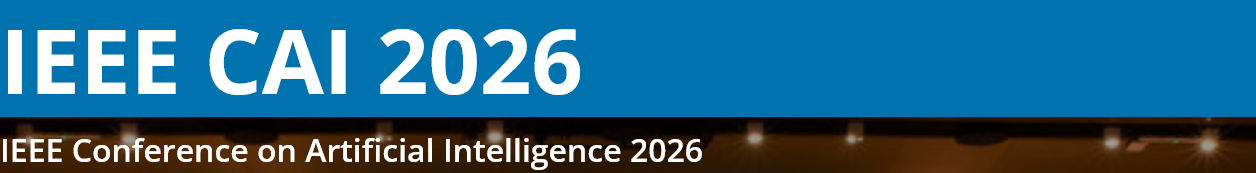 IEEE CAI 2026
IEEE Conference on Artificial Intelligence 2026